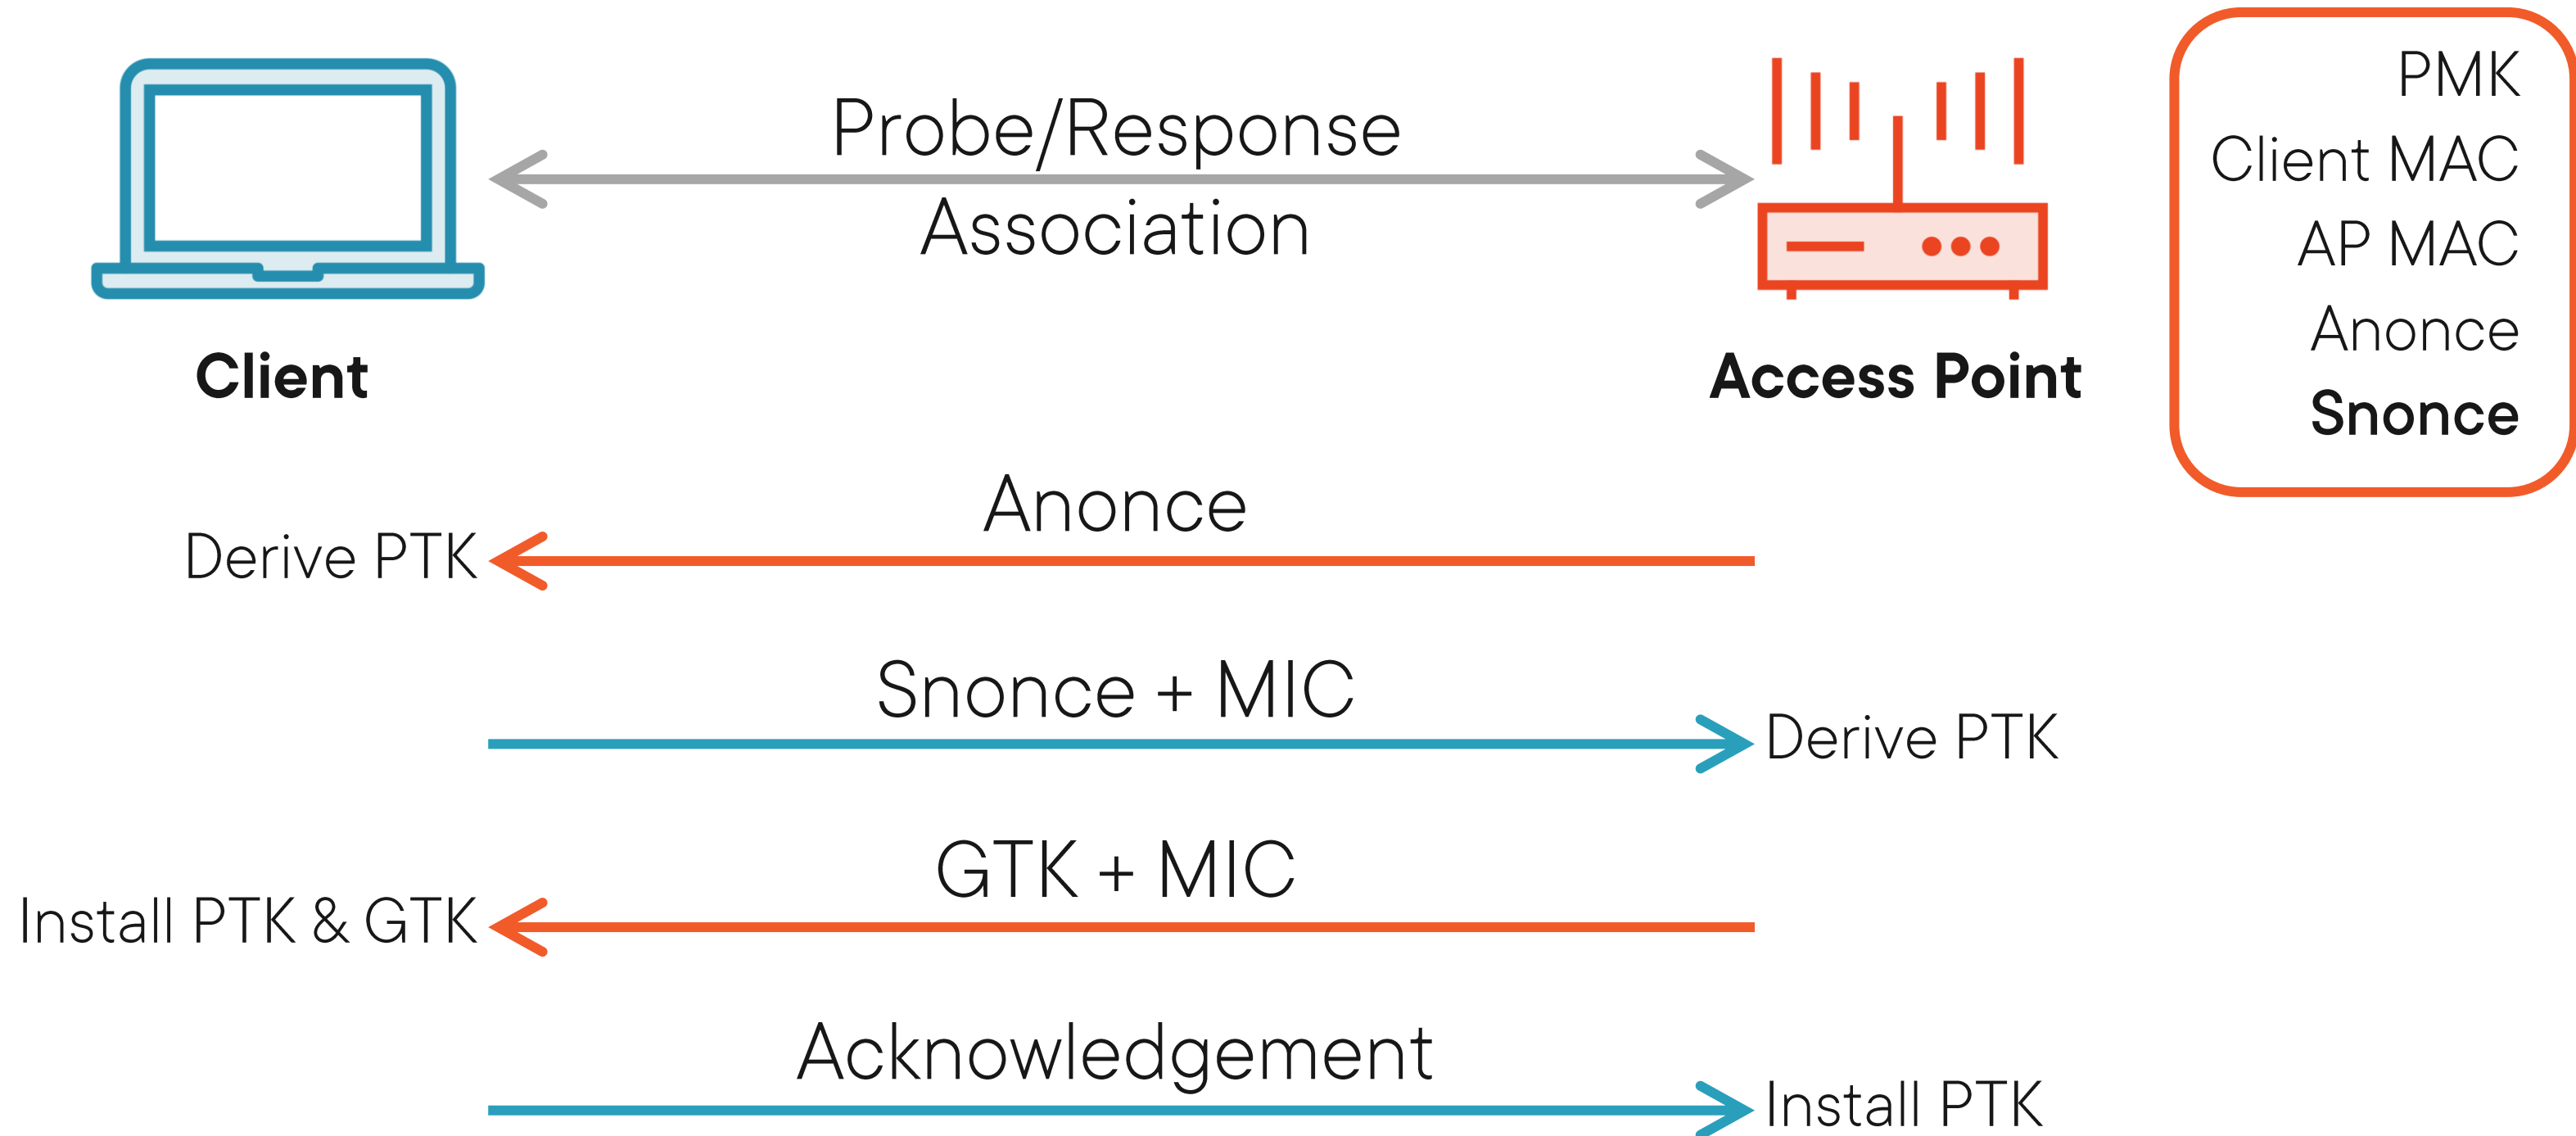 Probe/Response
Association
Client
Access Point
PMK
Client MAC
AP MAC
Anonce
Snonce
Anonce
Derive PTK
Snonce + MIC
Derive PTK
GTK + MIC
Install PTK & GTK
Acknowledgement
Install PTK